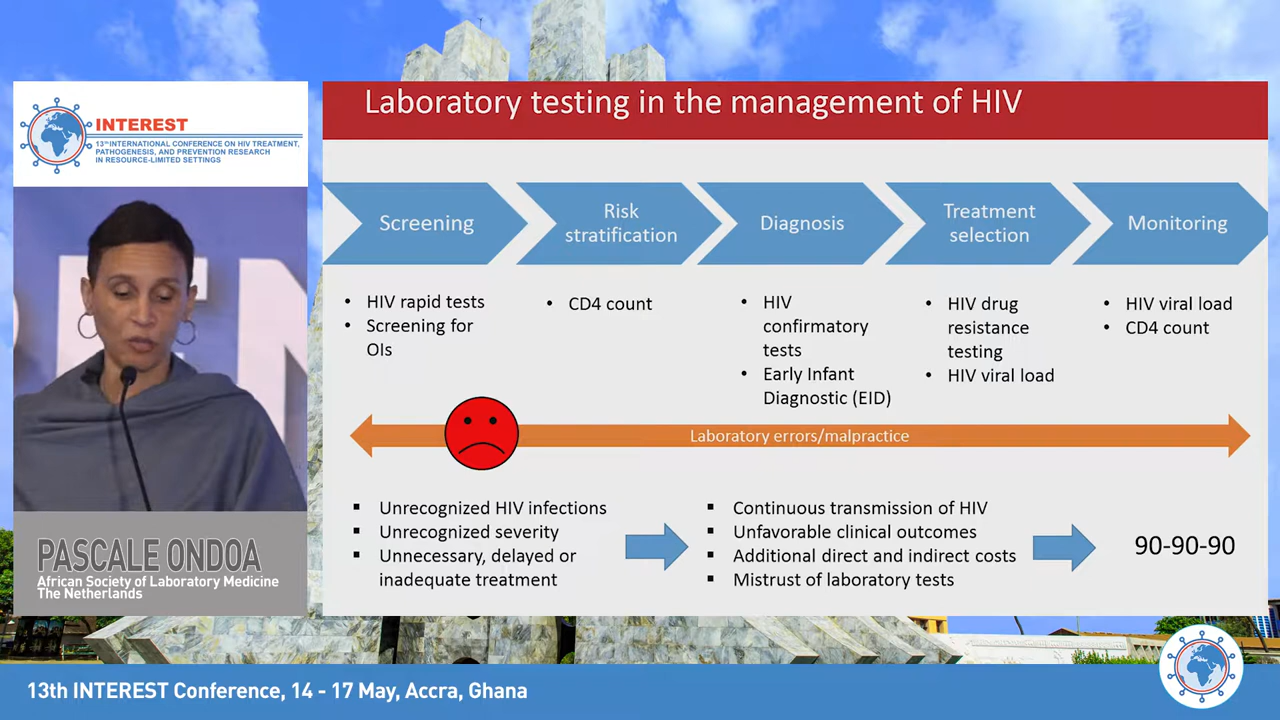 INTEREST
13th INTERNATIONAL CONFERENCE ON HIV TREATMENT,
PATHOGENESIS, AND PREVENTION RESEARCH
IN RESOURCE-LIMITED SETTINGS
PASCALE ONDOA
African Society of Laboratory Medicine
The Netherlands
Laboratory testing in the management of HIV
Screening
Risk
stratification
Diagnosis
Treatment
selection
Monitoring
• HIV rapid tests
• Screening for
OIs
• CD4 count
• HIV
confirmatory
tests
• Early Infant
Diagnostic (EID)
• HIV drug
resistance
testing
• HIV viral load
• HIV viral load
• CD4 count
Laboratory errors/malpractice
▪ Unrecognized HIV infections
▪ Unrecognized severity
▪ Unnecessary, delayed or
inadequate treatment
▪ Continuous transmission of HIV
▪ Unfavorable clinical outcomes
▪ Additional direct and indirect costs
▪ Mistrust of laboratory tests
90-90-90
13th INTEREST Conference, 14 - 17 May, Accra, Ghana